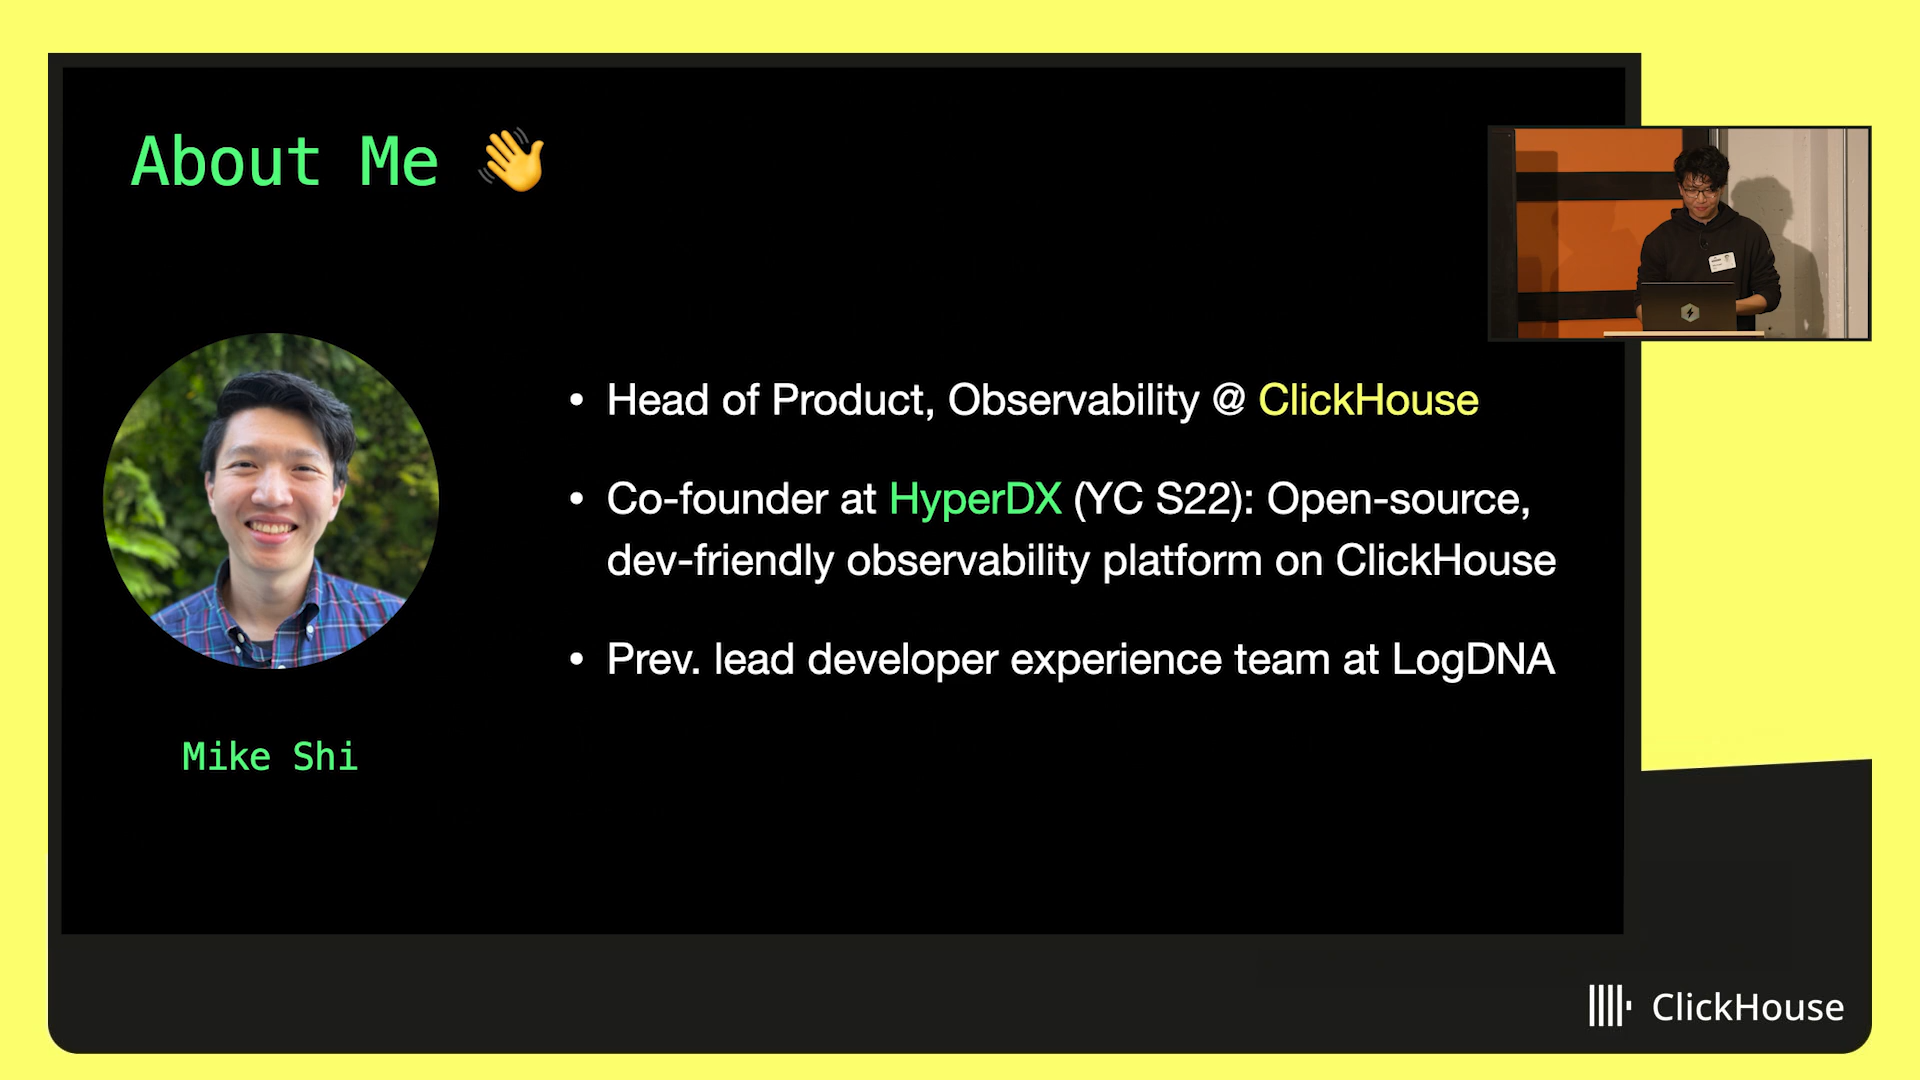 About Me 👋
• Head of Product, Observability @ ClickHouse
• Co-founder at HyperDX (YC S22): Open-source,
dev-friendly observability platform on ClickHouse
• Prev. lead developer experience team at LogDNA
Mike Shi
ClickHouse